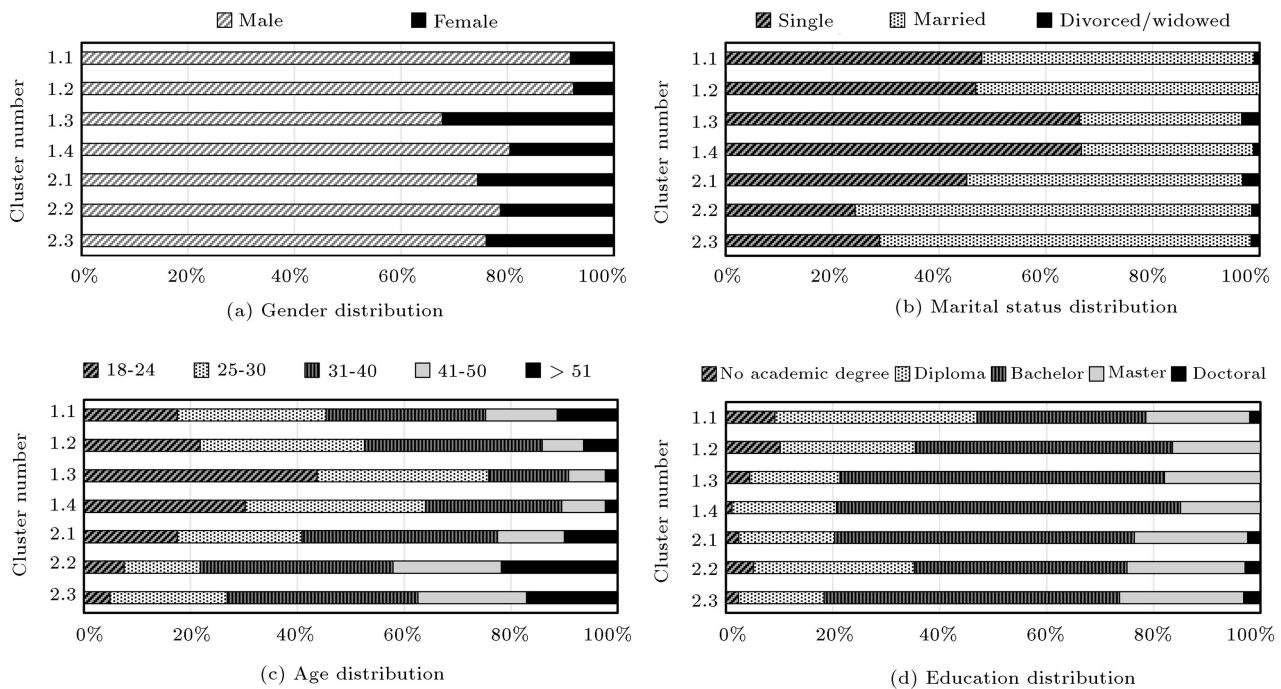 Male Female
Cluster number
1.1
1.2
1.3
1.4
2.1
2.2
2.3
0% 20% 40% 60% 80% 100%
(a) Gender distribution
Single Married Divorced/widowed
Cluster number
1.1
1.2
1.3
1.4
2.1
2.2
2.3
0% 20% 40% 60% 80% 100%
(b) Marital status distribution
18-24 25-30 31-40 41-50 > 51
Cluster number
1.1
1.2
1.3
1.4
2.1
2.2
2.3
0% 20% 40% 60% 80% 100%
(c) Age distribution
No academic degree Diploma Bachelor Master Doctoral
Cluster number
1.1
1.2
1.3
1.4
2.1
2.2
2.3
0% 20% 40% 60% 80% 100%
(d) Education distribution